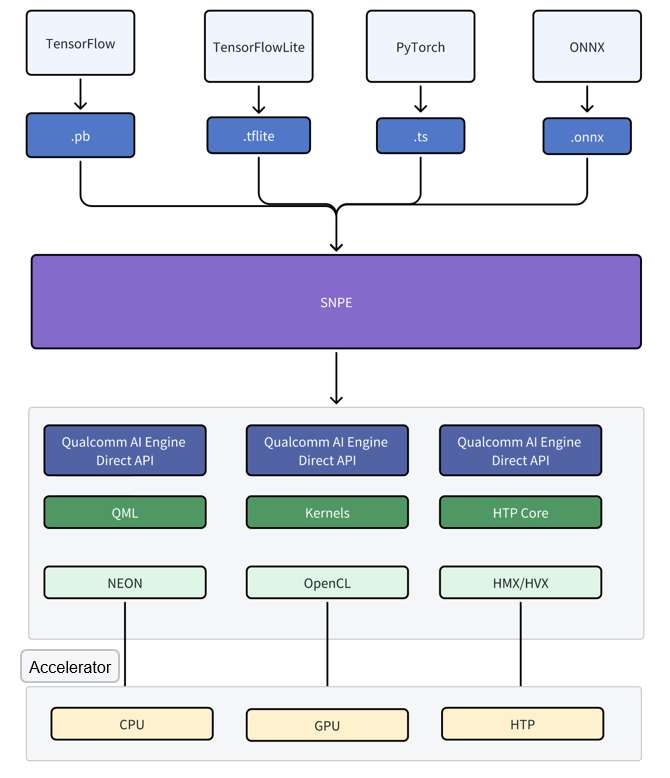 TensorFlow
TensorFlowLite
PyTorch
ONNX
.pb
.tflite
.ts
.onnx
SNPE
Qualcomm AI Engine
Direct API
Qualcomm AI Engine
Direct API
Qualcomm AI Engine
Direct API
QML
Kernels
HTP Core
NEON
OpenCL
HMX/HVX
Accelerator
CPU
GPU
HTP